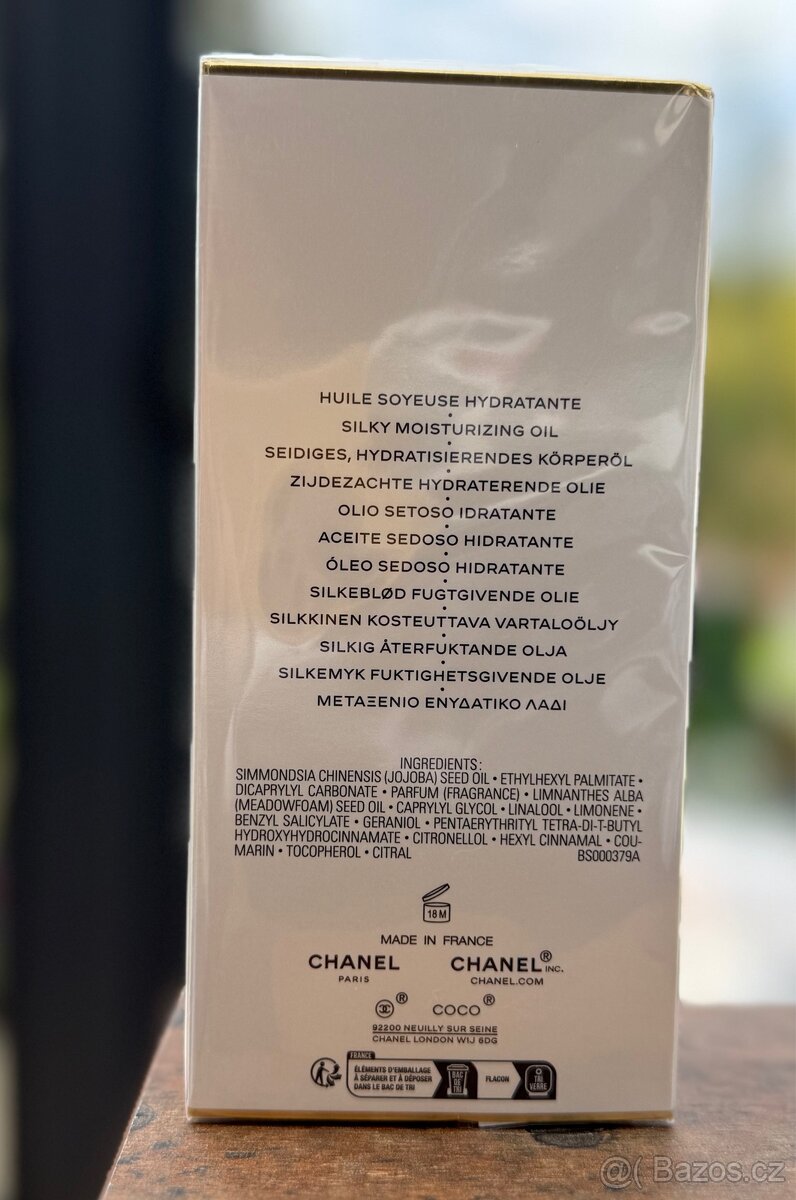 HUILE SOYEUSE HYDRATANTE
•
SILKY MOISTURIZING OIL
•
SEIDIGES, HYDRATISIERENDES KÖRPERÖL
•
ZIJDEZACHTE HYDRATERENDE OLIE
•
OLIO SETOSO IDRATANTE
•
ACEITE SEDOSO HIDRATANTE
•
ÓLEO SEDOSO HIDRATANTE
•
SILKEBLØD FUGTGIVENDE OLIE
•
SILKKINEN KOSTEUTTAVA VARTALOÖLJY
•
SILKIG ÅTERFUKTANDE OLJA
•
SILKEMYK FUKTIGHETSGIVENDE OLJE
•
ΜΕΤΑΞΕΝΙΟ ΕΝΥΔΑΤΙΚΟ ΛΑΔΙ
INGREDIENTS:
SIMMONDSIA CHINENSIS (JOJOBA) SEED OIL • ETHYLHEXYL PALMITATE •
DICAPRYLYL CARBONATE • PARFUM (FRAGRANCE) • LIMNANTHES ALBA
(MEADOWFOAM) SEED OIL • CAPRYLYL GLYCOL • LINALOOL • LIMONENE •
BENZYL SALICYLATE • GERANIOL • PENTAERYTHRITYL TETRA-DI-T-BUTYL
HYDROXYHYDROCINNAMATE • CITRONELLOL • HEXYL CINNAMAL • COU-
MARIN • TOCOPHEROL • CITRAL BS000379A
18 M
MADE IN FRANCE
CHANEL CHANEL® INC.
PARIS CHANEL.COM
® COCO®
92200 NEUILLY SUR SEINE
CHANEL LONDON W1J 6DG
FRANCE
ÉLÉMENTS D'EMBALLAGE
À SÉPARER ET À DÉPOSER
DANS LE BAC DE TRI
BAC
DE
TRI
FLACON
TRI
VERRE
@( Bazos.cz